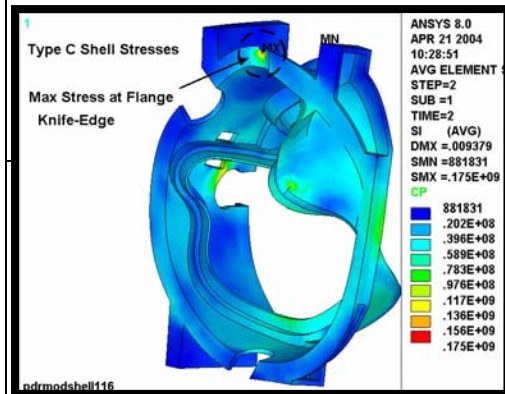 1
Type C Shell Stresses
Max Stress at Flange
Knife-Edge
MX
MN
ANSYS 8.0
APR 21 2004
10:28:51
AVG ELEMENT S
STEP=2
SUB =1
TIME=2
SI (AVG)
DMX =.009379
SMN =881831
SMX =.175E+09
CP
881831
.202E+08
.396E+08
.589E+08
.783E+08
.976E+08
.117E+09
.136E+09
.156E+09
.175E+09
pdrmodshell116